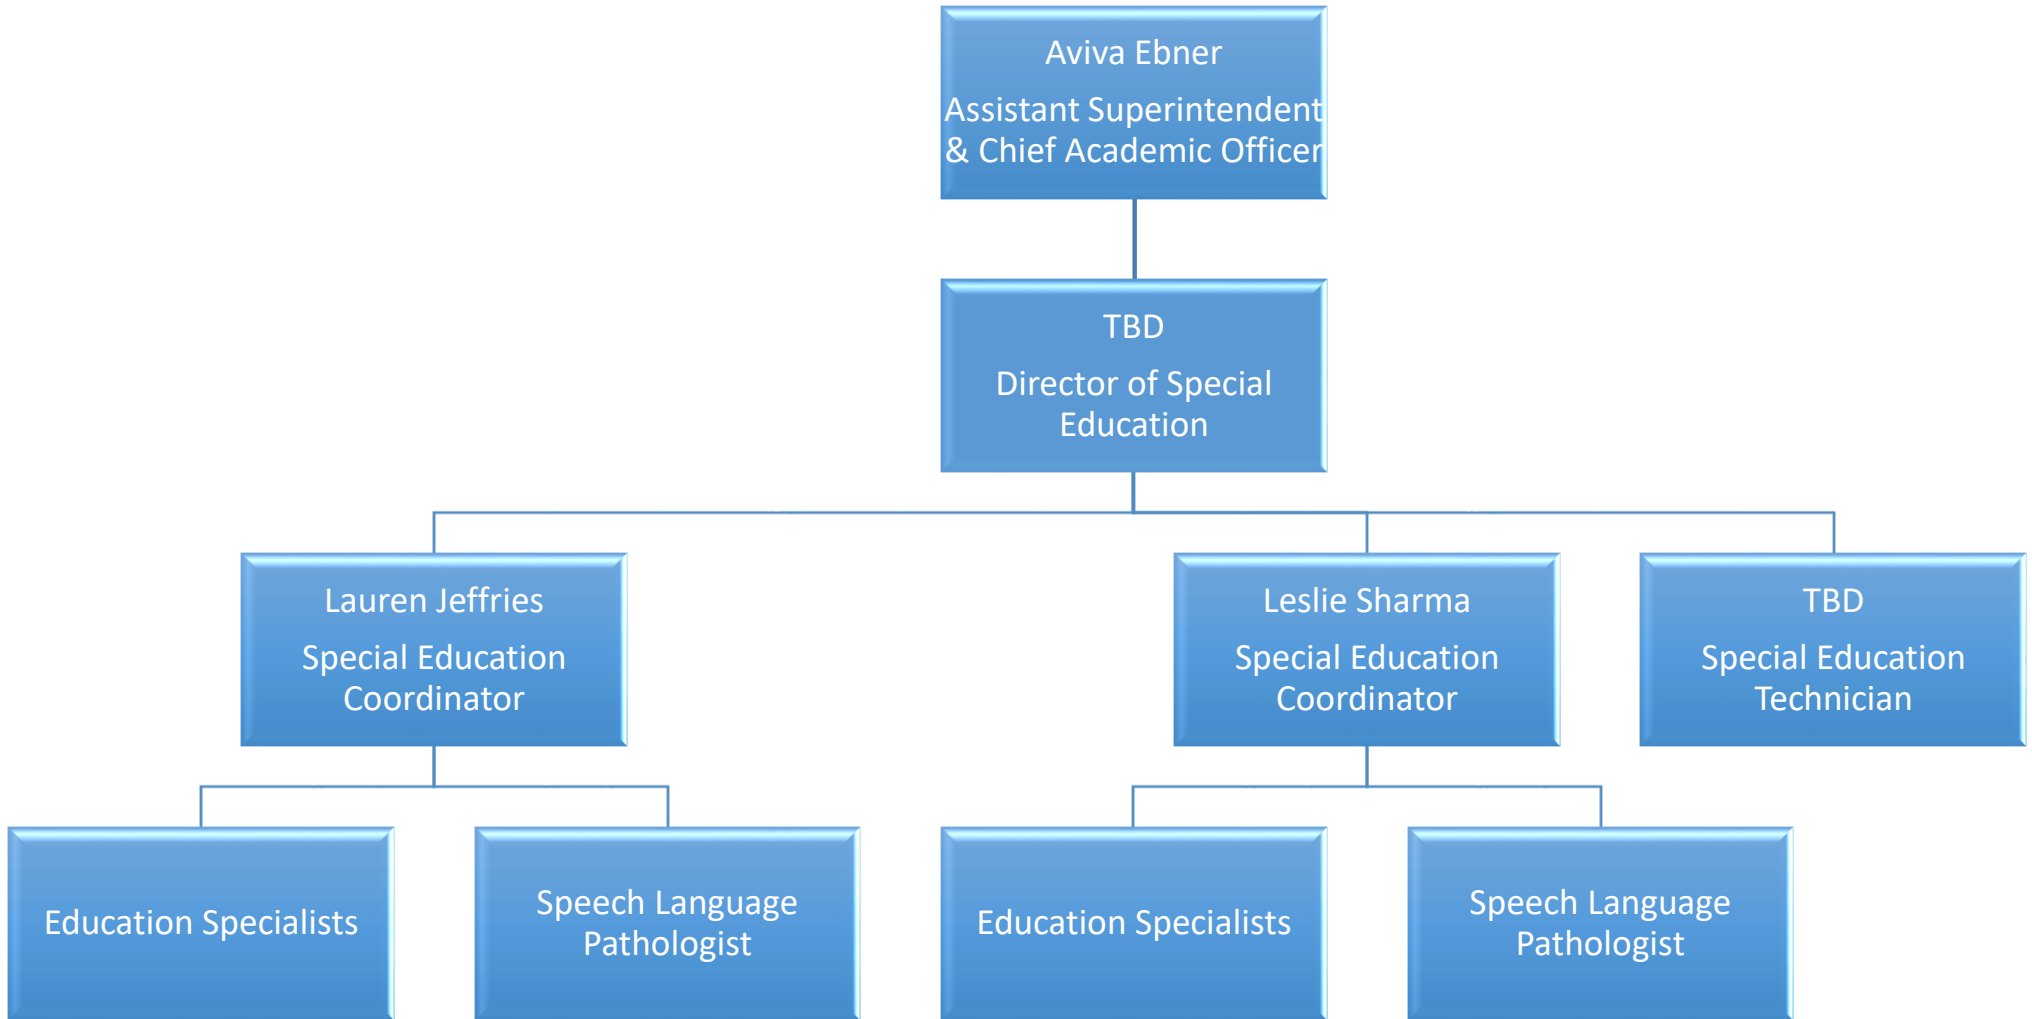 Aviva Ebner
Assistant Superintendent
& Chief Academic Officer
TBD
Director of Special
Education
Lauren Jeffries
Special Education
Coordinator
Leslie Sharma
Special Education
Coordinator
TBD
Special Education
Technician
Education Specialists
Speech Language
Pathologist
Education Specialists
Speech Language
Pathologist